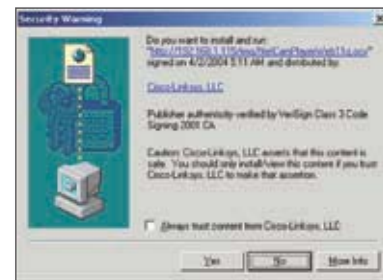 Security Warning
Do you want to install and run:
signed on 4/2/2004 5:11 AM and distributed by:
Cisco-Linksys, LLC
Publisher authenticity verified by VeriSign Class 3 Code
Signing 2001 CA
Caution: Cisco-Linksys, LLC asserts that this content is
safe. You should only install/view this content if you trust
Cisco-Linksys, LLC to make that assertion.
Always trust content from Cisco-Linksys, LLC
Yes
No
More Info